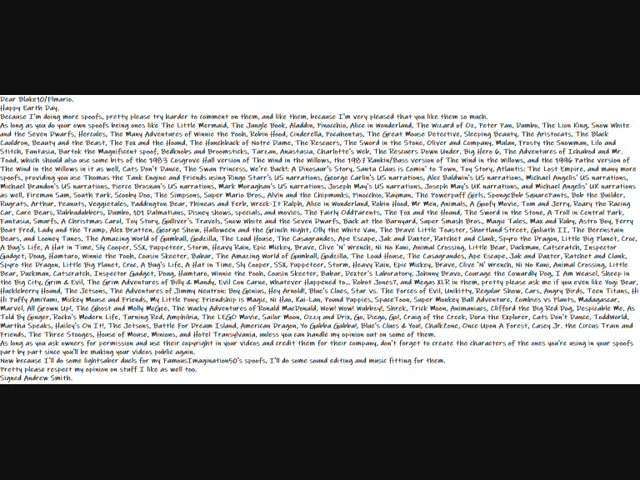 Dear Blake10/Pimario.
Happy Earth Day.
Because I'm doing more spoofs, pretty please try harder to comment on them, and like them, because I'm very pleased that you like them so much.
As long as you do your own spoofs being ones like The Little Mermaid, The Jungle Book, Aladdin, Pinocchio, Alice in Wonderland, The Wizard of Oz, Peter Pan, Dumbo, The Lion King, Snow White
and the Seven Dwarfs, Hercules, The Many Adventures of Winnie the Pooh, Robin Hood, Cinderella, Pocahontas, The Great Mouse Detective, Sleeping Beauty, The Aristocats, The Black
Cauldron, Beauty and the Beast, The Fox and the Hound, The Hunchback of Notre Dame, The Rescuers, The Sword in the Stone, Oliver and Company, Mulan, Frosty the Snowman, Lilo and
Stitch, Fantasia, Bartok the Magnificent spoof, Bedknobs and Broomsticks, Tarzan, Anastasia, Charlotte's Web, The Rescuers Down Under, Big Hero 6, The Adventures of Ichabod and Mr.
Toad, which should also use some bits of the 1983 Cosgrove Hall version of The Wind in the Willows, the 1987 Rankin/Bass version of The Wind in the Willows, and the 1996 Pathe version of
The Wind in the Willows in it as well, Cats Don't Dance, The Swan Princess, We're Back!: A Dinosaur's Story, Santa Claus is Comin' to Town, Toy Story, Atlantis: The Lost Empire, and many more
spoofs, providing you use Thomas the Tank Engine and Friends using Ringo Starr's US narrations, George Carlin's US narrations, Alec Baldwin's US narrations, Michael Angelis' US narrations,
Michael Brandon's US narrations, Pierce Brosnan's US narrations, Mark Moraghan's US narrations, Joseph May's US narrations, Joseph May's UK narrations, and Michael Angelis' UK narrations
as well, Fireman Sam, South Park, Scooby Doo, The Simpsons, Super Mario Bros., Alvin and the Chipmunks, Pinocchio, Rayman, The Powerpuff Girls, SpongeBob SquarePants, Bob the Builder,
Rugrats, Arthur, Peanuts, Veggietales, Paddington Bear, Phineas and Ferb, Wreck-It Ralph, Alice in Wonderland, Robin Hood, Mr Men, Animals, A Goofy Movie, Tom and Jerry, Roary the Racing
Car, Care Bears, Rubbadubbers, Dumbo, 101 Dalmatians, Disney shows, specials, and movies, The Fairly OddParents, The Fox and the Hound, The Sword in the Stone, A Troll in Central Park,
Fantasia, Smurfs, A Christmas Carol, Toy Story, Gulliver's Travels, Snow White and the Seven Dwarfs, Back at the Barnyard, Super Smash Bros., Magic Tales, Max and Ruby, Astro Boy, Ferry
Boat Fred, Lady and the Tramp, Alex Bratten, George Shaw, Halloween and the Grinch Night, Olly the White Van, The Brave Little Toaster, Shortland Street, Goliath II, The Berenstain
Bears, and Looney Tunes, The Amazing World of Gumball, Godzilla, The Loud House, The Casagrandes, Ape Escape, Jak and Daxter, Ratchet and Clank, Spyro the Dragon, Little Big Planet, Croc,
A Bug's Life, A Hat in Time, Sly Cooper, SSX, Puppeteer, Storm, Heavy Rain, Epic Mickey, Brave, Clive 'N' Wrench, Ni No Kuni, Animal Crossing, Little Bear, Duckman, Catscratch, Inspector
Gadget, Doug, Hamtaro, Winnie the Pooh, Cousin Skeeter, Babar, The Amazing World of Gumball, Godzilla, The Loud House, The Casagrandes, Ape Escape, Jak and Daxter, Ratchet and Clank,
Spyro the Dragon, Little Big Planet, Croc, A Bug's Life, A Hat in Time, Sly Cooper, SSX, Puppeteer, Storm, Heavy Rain, Epic Mickey, Brave, Clive 'N' Wrench, Ni No Kuni, Animal Crossing, Little
Bear, Duckman, Catscratch, Inspector Gadget, Doug, Hamtaro, Winnie the Pooh, Cousin Skeeter, Babar, Dexter's Laboratory, Johnny Bravo, Courage the Cowardly Dog, I Am Weasel, Sheep in
the Big City, Grim & Evil, The Grim Adventures of Billy & Mandy, Evil Con Carne, Whatever Happened to... Robot Jones?, and Megas XLR in them, pretty please ask me if you even like Yogi Bear,
Huckleberry Hound, The Jetsons, The Adventures of Jimmy Neutron: Boy Genius, Hey Arnold!, Blue's Clues, Star vs. The Forces of Evil, Unikitty, Regular Show, Cars, Angry Birds, Teen Titans, Hi
Hi Puffy AmiYumi, Mickey Mouse and Friends, My Little Pony: Friendship is Magic, Ni Hao, Kai-Lan, Pound Puppies, SpaceToon, Super Monkey Ball Adventure, Zombies vs Plants, Madagascar,
Marvel, All Grown Up!, The Ghost and Molly McGee, The Wacky Adventures of Ronald MacDonald, Wow! Wow! Wubbzy!, Shrek, Trick Moon, Animaniacs, Clifford the Big Red Dog, Despicable Me, As
Told By Ginger, Rocko's Modern Life, Turning Red, Amphibia, The LEGO Movie, Sailor Moon, Ozzy and Drix, Go, Diego, Go!, Craig of the Creek, Dora the Explorer, Cats Don't Dance, ToddWorld,
Martha Speaks, Hailey's On It!, The Jetsons, Battle for Dream Island, American Dragon, Yo Gabba Gabba!, Blue's Clues & You!, ChalkZone, Once Upon A Forest, Casey Jr. the Circus Train and
Friends, The Three Stooges, House of Mouse, Minions, and Hotel Transylvania, unless you can handle my opinion out on some of them.
As long as you ask owners for permission and use their copyright in your videos and credit them for their company, don't forget to create the characters of the ones you're using in your spoofs
part by part since you'll be making your videos public again.
Now because I'll do some lightsaber duels for my FamousImagination50's spoofs, I'll do some sound editing and music fitting for them.
Pretty please respect my opinion on stuff I like as well too.
Signed Andrew Smith.